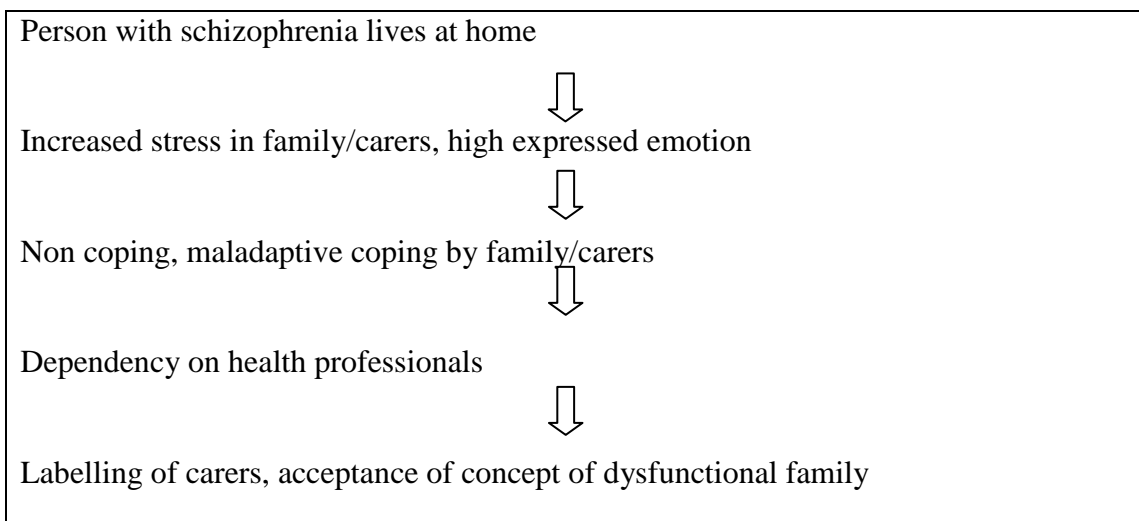 Person with schizophrenia lives at home
Increased stress in family/carers, high expressed emotion
Non coping, maladaptive coping by family/carers
Dependency on health professionals
Labelling of carers, acceptance of concept of dysfunctional family